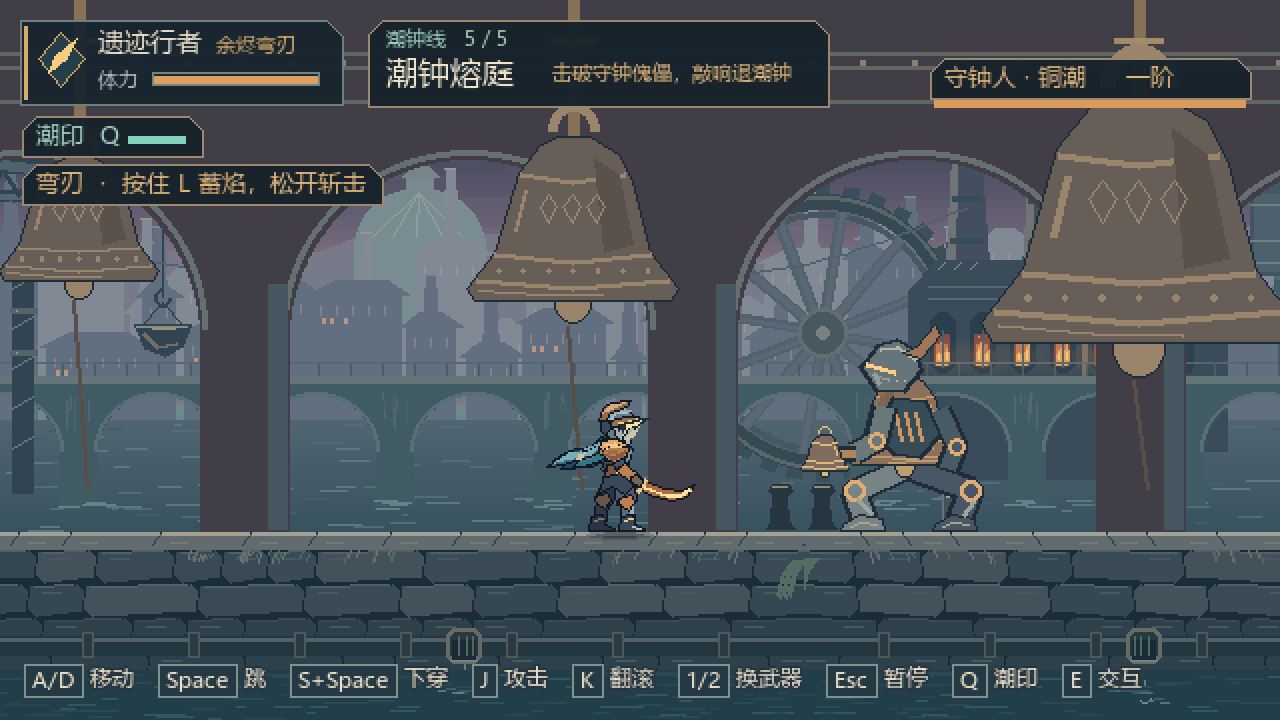 遗迹行者 余烬弯刃
体力
潮钟线 5/5
潮钟熔庭 击破守钟傀儡，敲响退潮钟
守钟人·铜潮 一阶
潮印 Q
弯刃 · 按住 L 蓄焰，松开斩击
A/D 移动 Space 跳 S+Space 下穿 J 攻击 K 翻滚 1/2 换武器 Esc 暂停 Q 潮印 E 交互